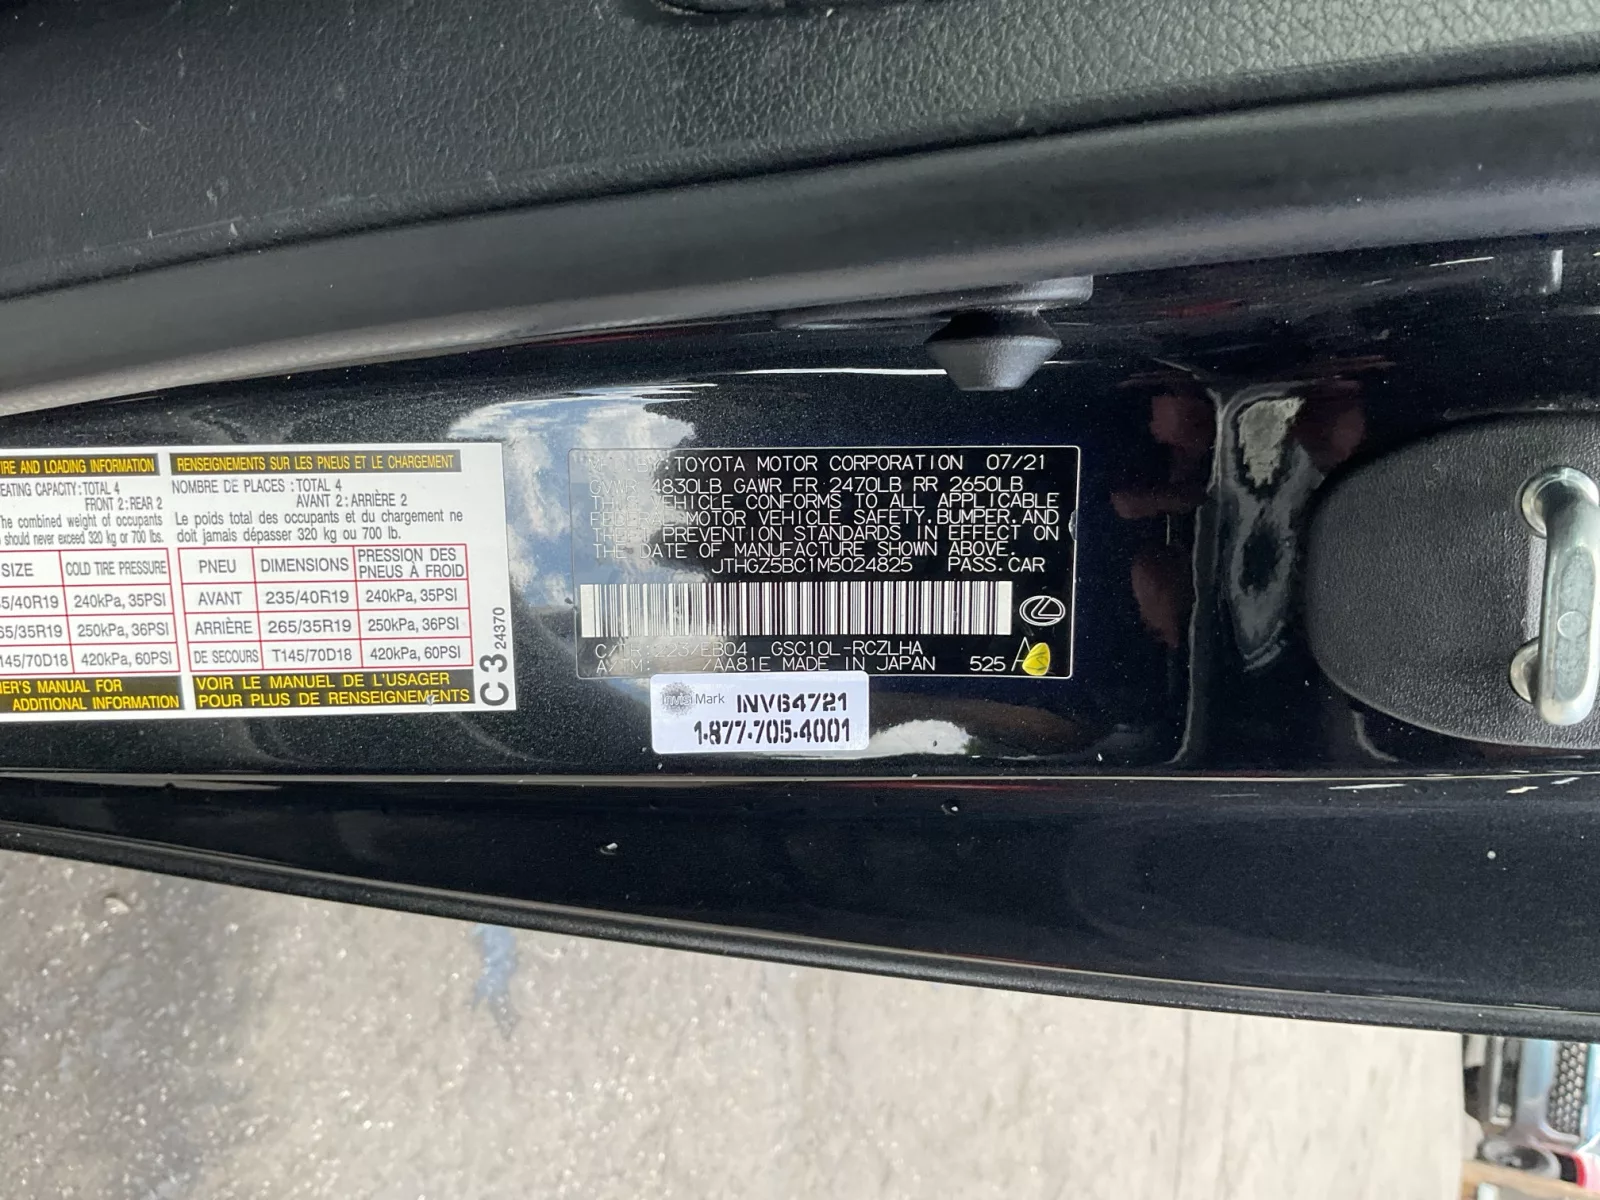 IRE AND LOADING INFORMATION
EATING CAPACITY: TOTAL 4
FRONT 2: REAR 2
The combined weight of occupants
should never exceed 320 kg or 700 lbs.
SIZE COLD TIRE PRESSURE
5/40R19 240kPa, 35PSI
65/35R19 250kPa, 36PSI
145/70D18 420kPa, 60PSI
ER'S MANUAL FOR
ADDITIONAL INFORMATION
RENSEIGNEMENTS SUR LES PNEUS ET LE CHARGEMENT
NOMBRE DE PLACES : TOTAL 4
AVANT 2: ARRIÈRE 2
Le poids total des occupants et du chargement ne
doit jamais dépasser 320 kg ou 700 lb.
PNEU DIMENSIONS PRESSION DES PNEUS À FROID
AVANT 235/40R19 240kPa, 35PSI
ARRIÈRE 265/35R19 250kPa, 36PSI
DE SECOURS T145/70D18 420kPa, 60PSI
VOIR LE MANUEL DE L'USAGER
POUR PLUS DE RENSEIGNEMENTS
C3 24370
BY: TOYOTA MOTOR CORPORATION 07/21
GVWR 4830LB GAWR FR 2470LB RR 2650LB
THIS VEHICLE CONFORMS TO ALL APPLICABLE
FEDERAL MOTOR VEHICLE SAFETY, BUMPER, AND
THEFT PREVENTION STANDARDS IN EFFECT ON
THE DATE OF MANUFACTURE SHOWN ABOVE.
JTHGZ5BC1M5024825 PASS. CAR
C/TR: 223/EB04 GSC10L-RCZLHA
A/TM: /AA81E MADE IN JAPAN 525
Mark INV64721
1-877-705-4001